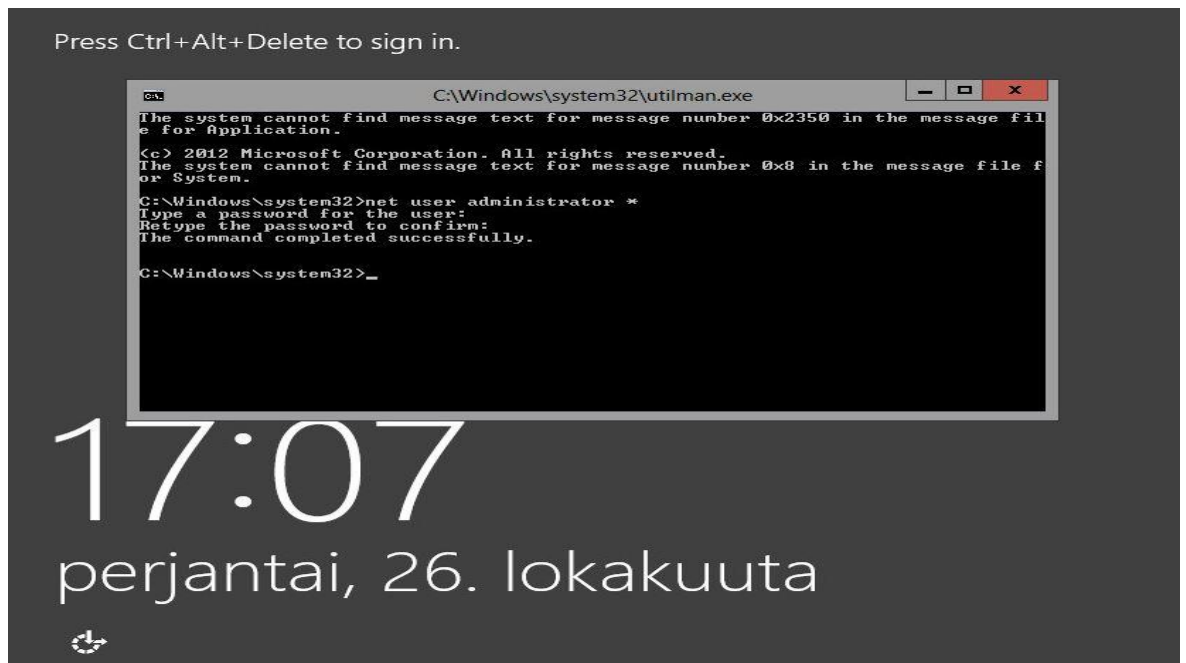 Press Ctrl+Alt+Delete to sign in.
C:\Windows\system32\utilman.exe
The system cannot find message text for message number 0x2350 in the message fil
e for Application.
(c) 2012 Microsoft Corporation. All rights reserved.
The system cannot find message text for message number 0x8 in the message file f
or System.
C:\Windows\system32>net user administrator *
Type a password for the user:
Retype the password to confirm:
The command completed successfully.
C:\Windows\system32>_
17:07
perjantai, 26. lokakuuta